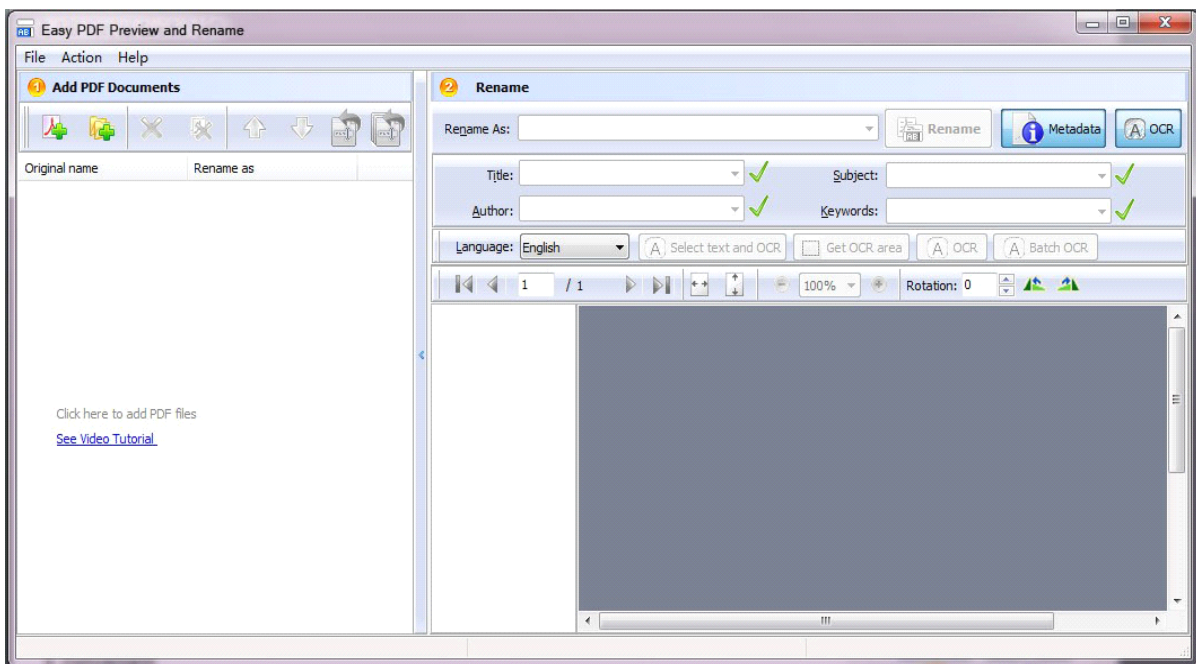 Easy PDF Preview and Rename
File Action Help
1 Add PDF Documents
Original name Rename as
Click here to add PDF files
See Video Tutorial
2 Rename
Rename As: Rename Metadata A OCR
Title: Subject:
Author: Keywords:
Language: English A Select text and OCR Get OCR area A OCR A Batch OCR
1 / 1 100% Rotation: 0